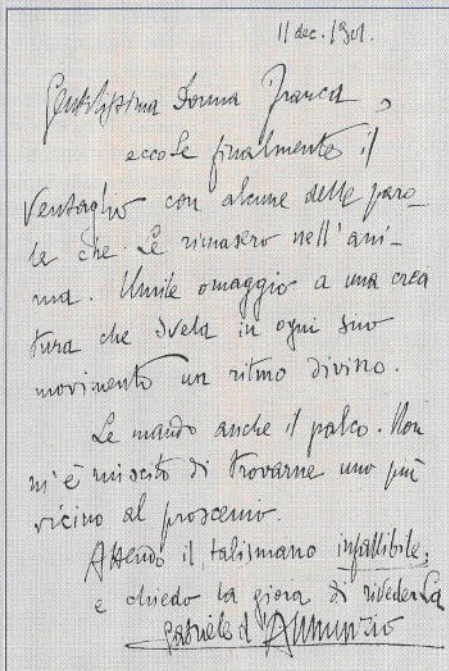 11 dec. 1901.
Gentilissima Donna Franca,
eccoLe finalmente il
Ventaglio con alcune delle paro-
le che Le rimasero nell'ani-
ma. Umile omaggio a una crea
tura che svela in ogni suo
movimento un ritmo divino.
Le mando anche il palco. Non
m'è riuscito di trovarne uno più
vicino al proscenio.
Attendo il talismano infallibile,
e chiedo la gioia di rivederLa
Gabriele d'Annunzio